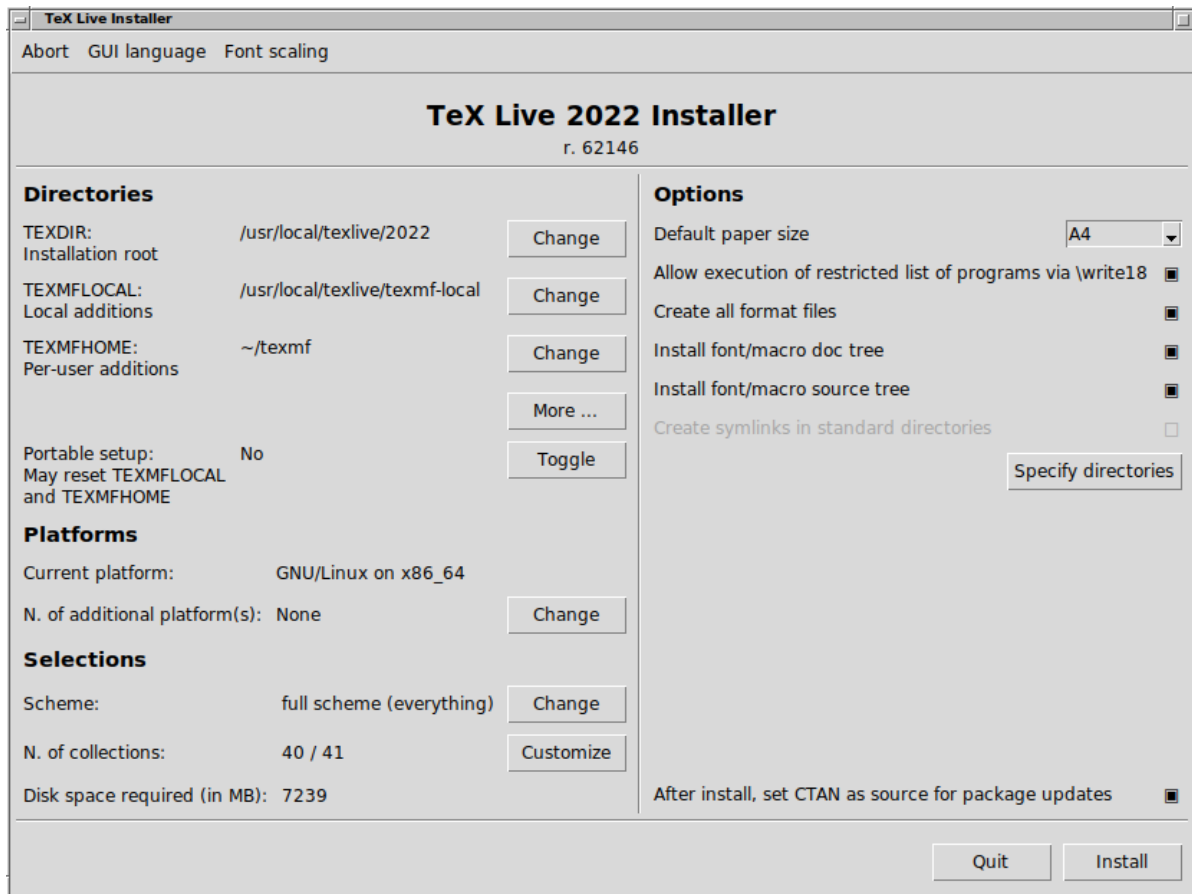 TeX Live Installer
Abort GUI language Font scaling
TeX Live 2022 Installer
r. 62146
Directories
TEXDIR: /usr/local/texlive/2022 Change
Installation root
TEXMFLOCAL: /usr/local/texlive/texmf-local Change
Local additions
TEXMFHOME: ~/texmf Change
Per-user additions
More ...
Portable setup: No Toggle
May reset TEXMFLOCAL
and TEXMFHOME
Platforms
Current platform: GNU/Linux on x86_64
N. of additional platform(s): None Change
Selections
Scheme: full scheme (everything) Change
N. of collections: 40 / 41 Customize
Disk space required (in MB): 7239
Options
Default paper size A4
Allow execution of restricted list of programs via \write18
Create all format files
Install font/macro doc tree
Install font/macro source tree
Create symlinks in standard directories
Specify directories
After install, set CTAN as source for package updates
Quit Install